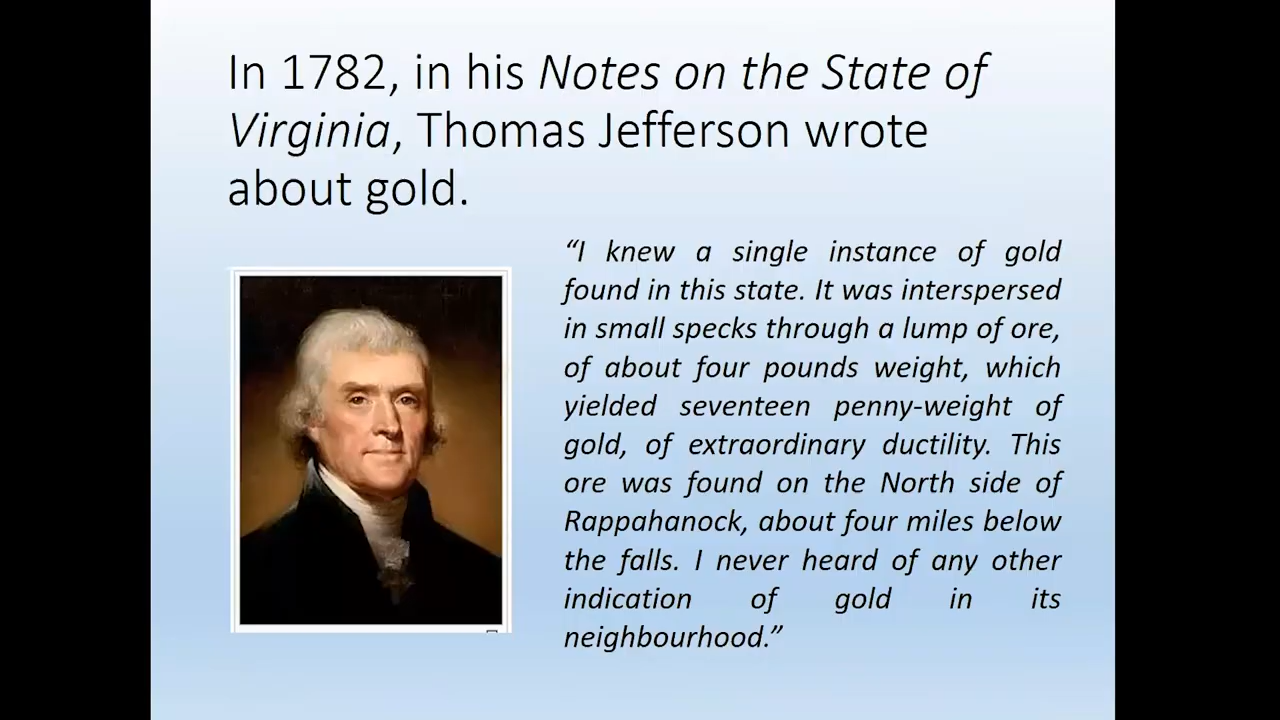 In 1782, in his Notes on the State of
Virginia, Thomas Jefferson wrote
about gold.
“I knew a single instance of gold
found in this state. It was interspersed
in small specks through a lump of ore,
of about four pounds weight, which
yielded seventeen penny-weight of
gold, of extraordinary ductility. This
ore was found on the North side of
Rappahanock, about four miles below
the falls. I never heard of any other
indication of gold in its
neighbourhood.”